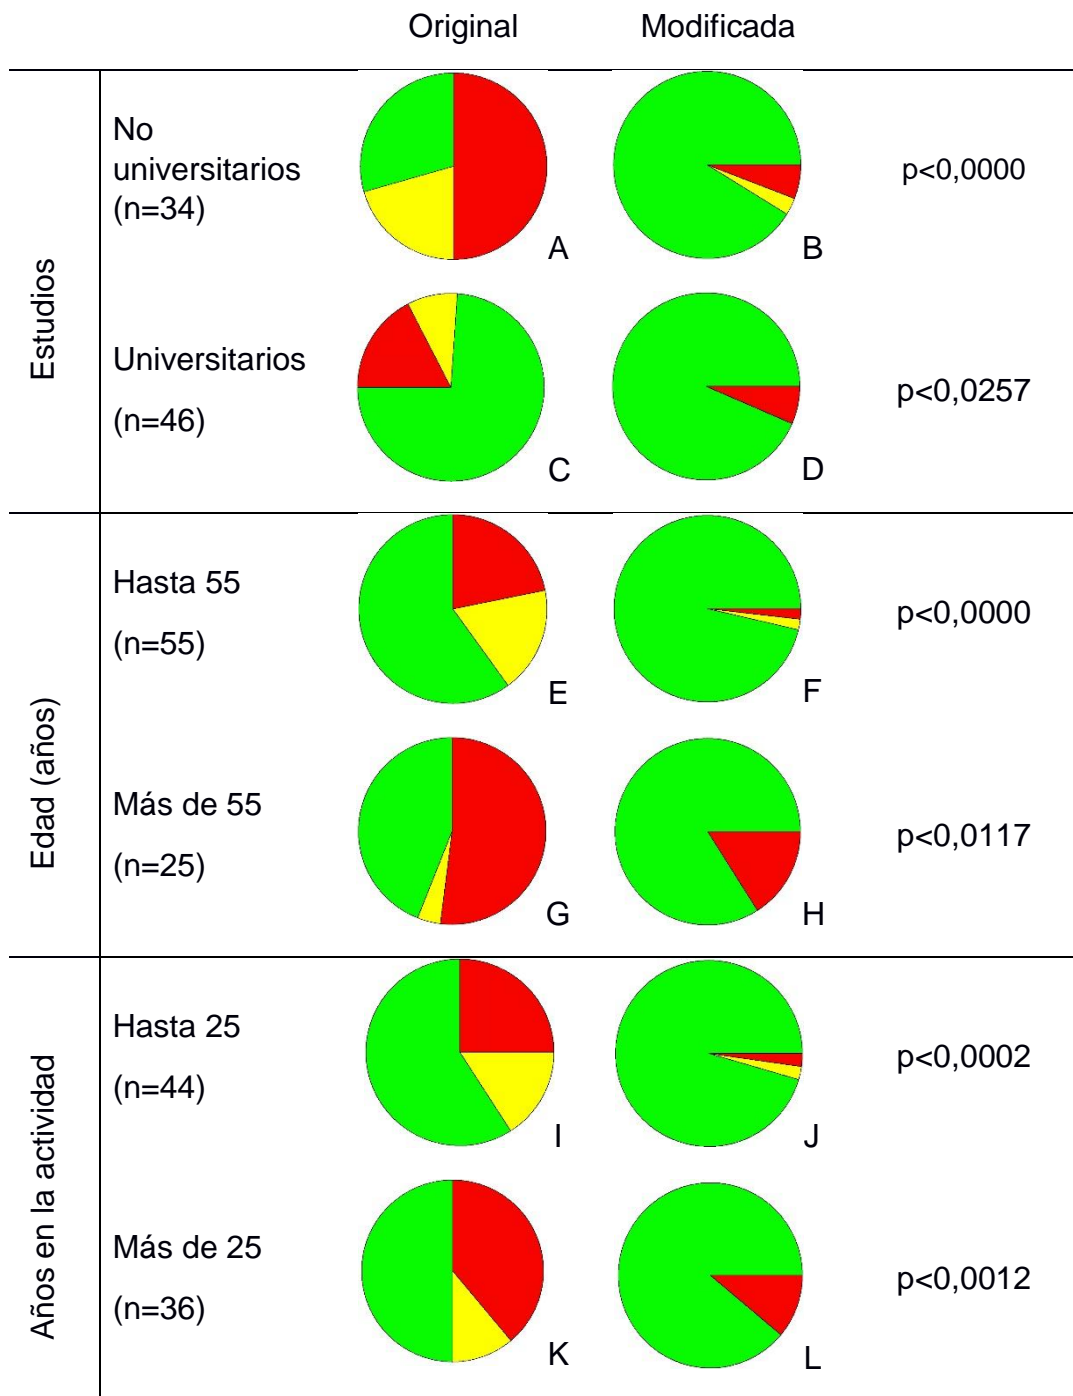 Original Modificada
Estudios
No
universitarios
(n=34)
A
B
p<0,0000
Universitarios
(n=46)
C
D
p<0,0257
Edad (años)
Hasta 55
(n=55)
E
F
p<0,0000
Más de 55
(n=25)
G
H
p<0,0117
Años en la actividad
Hasta 25
(n=44)
I
J
p<0,0002
Más de 25
(n=36)
K
L
p<0,0012